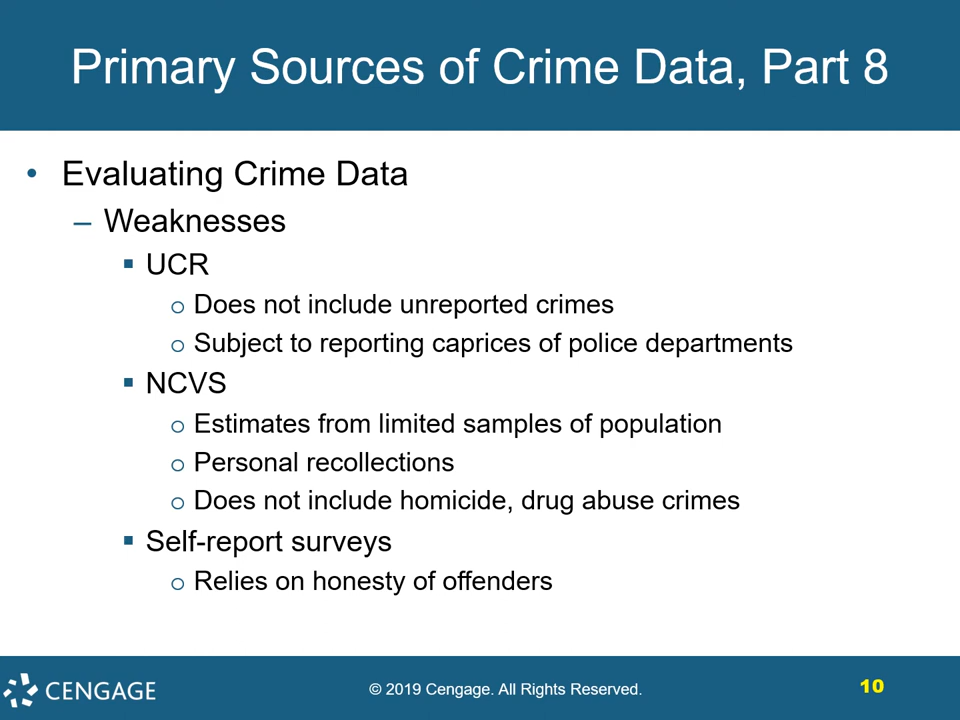 Primary Sources of Crime Data, Part 8
• Evaluating Crime Data
– Weaknesses
▪ UCR
o Does not include unreported crimes
o Subject to reporting caprices of police departments
▪ NCVS
o Estimates from limited samples of population
o Personal recollections
o Does not include homicide, drug abuse crimes
▪ Self-report surveys
o Relies on honesty of offenders
CENGAGE
© 2019 Cengage. All Rights Reserved.
10